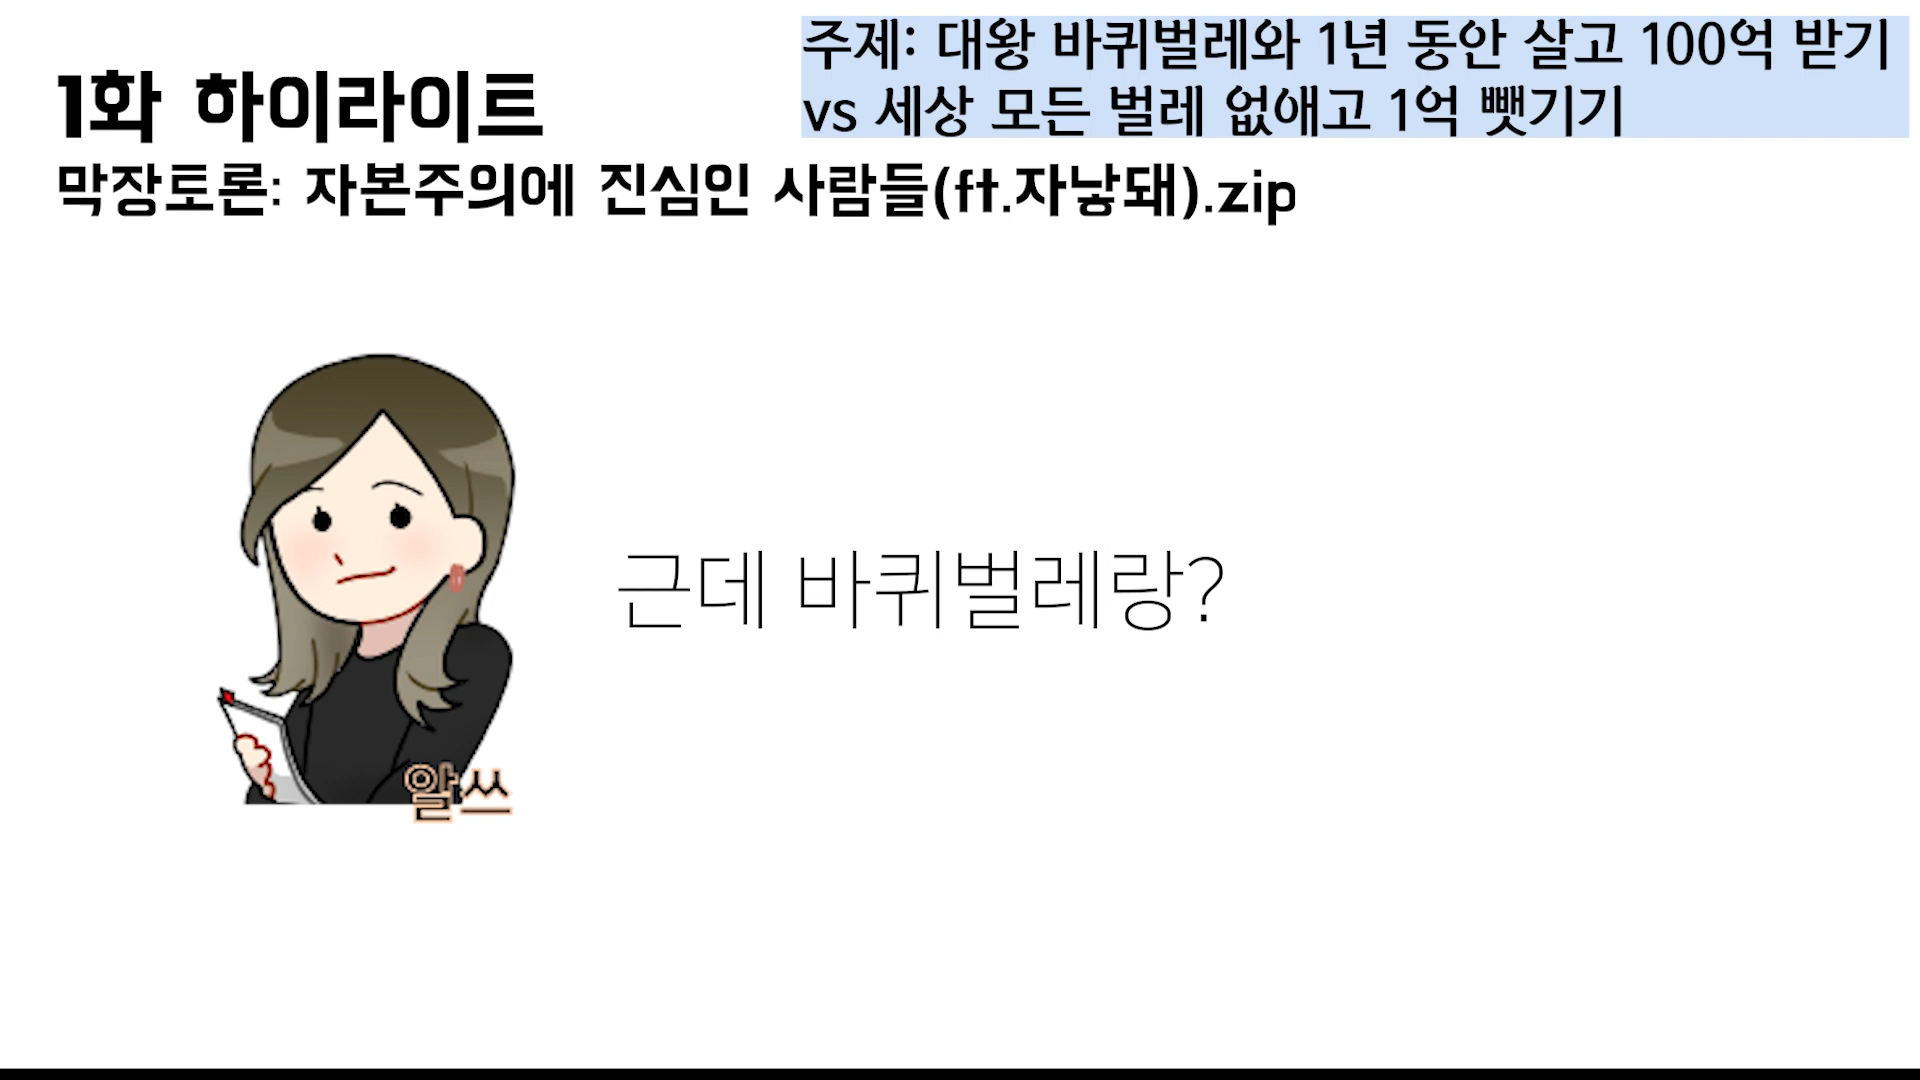 주제: 대왕 바퀴벌레와 1년 동안 살고 100억 받기
vs 세상 모든 벌레 없애고 1억 뺏기기
1화 하이라이트
막장토론: 자본주의에 진심인 사람들(ft.자낳돼).zip
근데 바퀴벌레랑?
알쓰